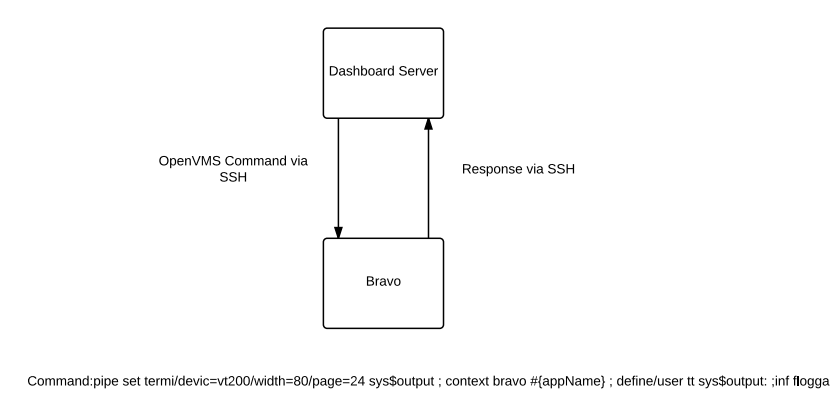 Dashboard Server
OpenVMS Command via
SSH
Response via SSH
Bravo
Command:pipe set termi/devic=vt200/width=80/page=24 sys$output ; context bravo #{appName} ; define/user tt sys$output: ;inf flogga